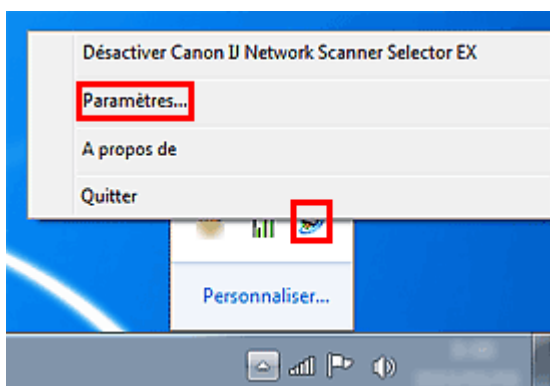 Désactiver Canon IJ Network Scanner Selector EX
Paramètres...
A propos de
Quitter
Personnaliser...